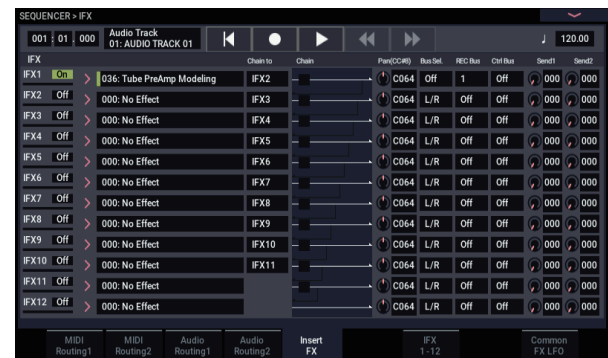 SEQUENCER > IFX
001 : 01 . 000 Audio Track 01: AUDIO TRACK 01 ♩ 120.00
IFX Chain to Chain Pan(CC#8) Bus Sel. REC Bus Ctrl Bus Send1 Send2
IFX1 On 036: Tube PreAmp Modeling IFX2 C064 Off 1 Off 000 000
IFX2 Off 000: No Effect IFX3 C064 L/R Off Off 000 000
IFX3 Off 000: No Effect IFX4 C064 L/R Off Off 000 000
IFX4 Off 000: No Effect IFX5 C064 L/R Off Off 000 000
IFX5 Off 000: No Effect IFX6 C064 L/R Off Off 000 000
IFX6 Off 000: No Effect IFX7 C064 L/R Off Off 000 000
IFX7 Off 000: No Effect IFX8 C064 L/R Off Off 000 000
IFX8 Off 000: No Effect IFX9 C064 L/R Off Off 000 000
IFX9 Off 000: No Effect IFX10 C064 L/R Off Off 000 000
IFX10 Off 000: No Effect IFX11 C064 L/R Off Off 000 000
IFX11 Off 000: No Effect C064 L/R Off Off 000 000
IFX12 Off 000: No Effect C064 L/R Off Off 000 000
MIDI Routing1 MIDI Routing2 Audio Routing1 Audio Routing2 Insert FX IFX 1-12 Common FX LFO